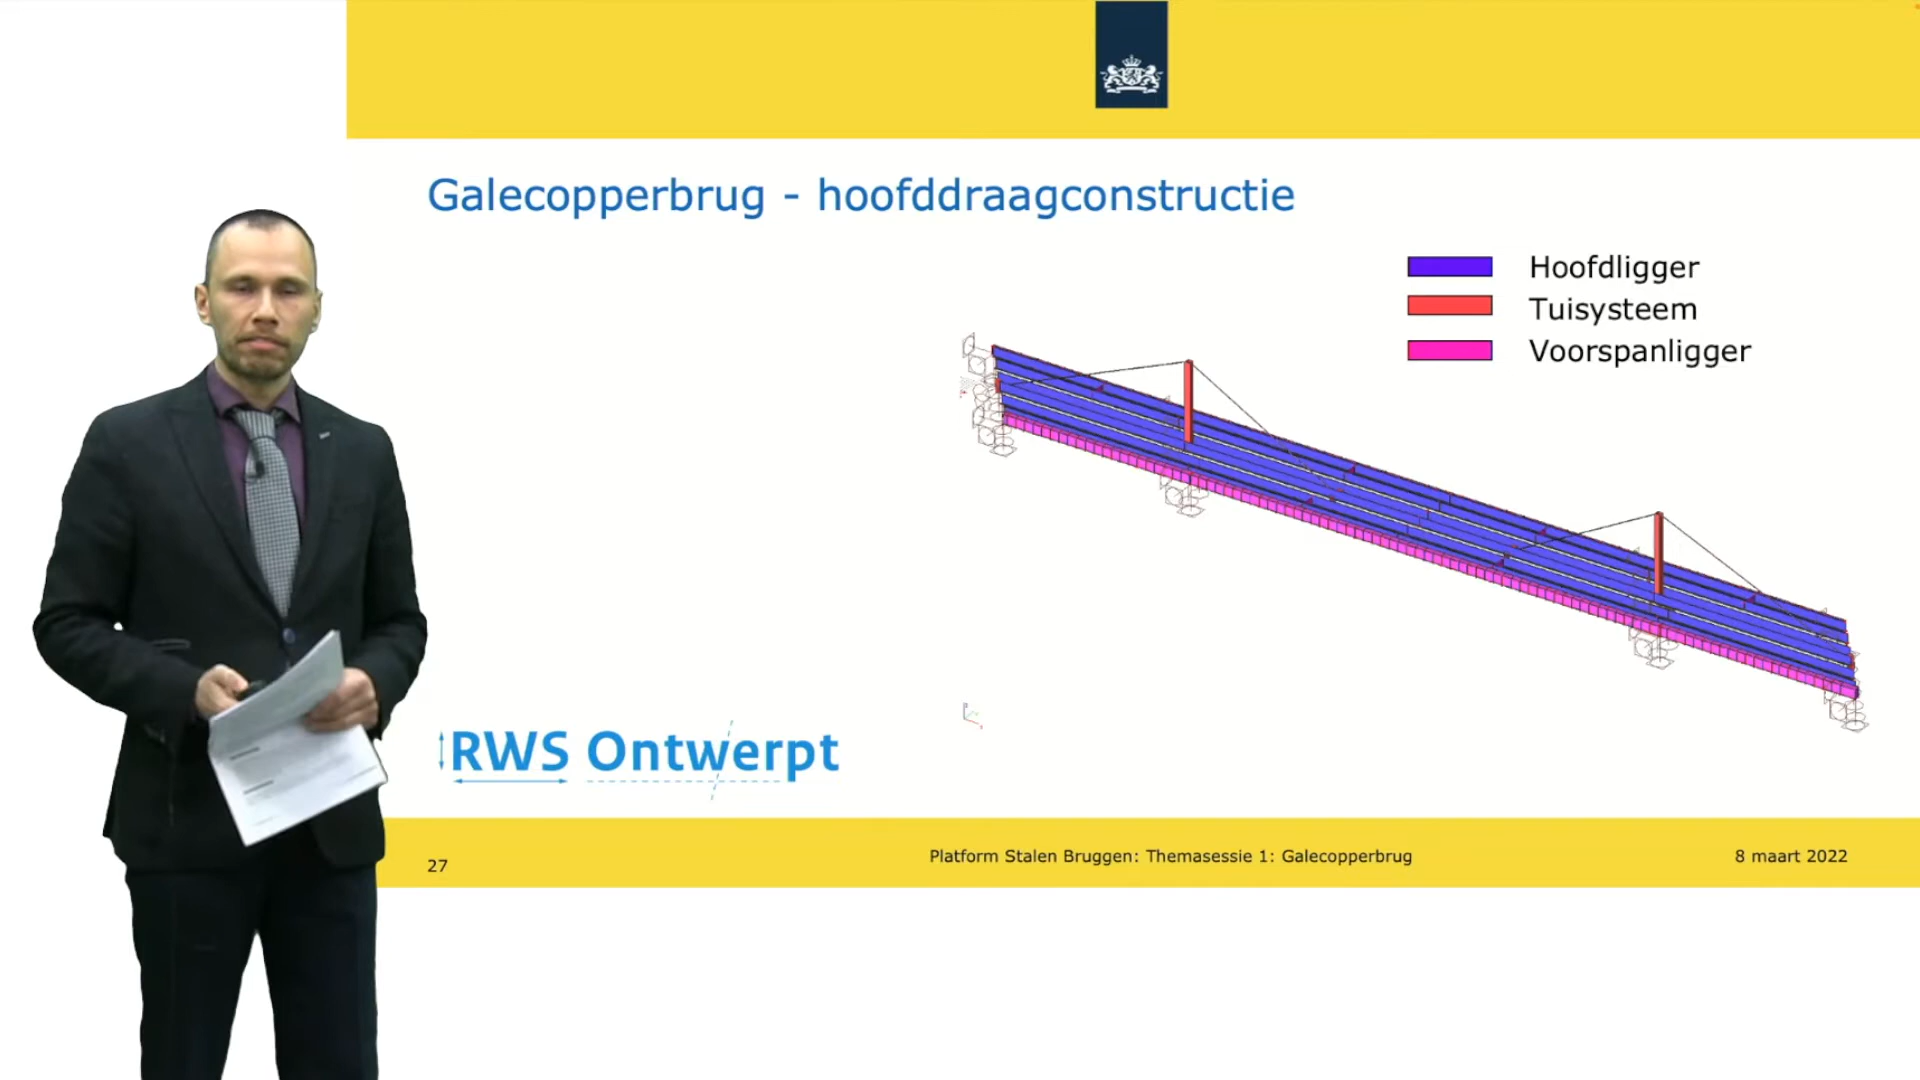 Galecopperbrug - hoofddraagconstructie
Hoofdligger
Tuisysteem
Voorspanligger
RWS Ontwerpt
27
Platform Stalen Bruggen: Themasessie 1: Galecopperbrug
8 maart 2022